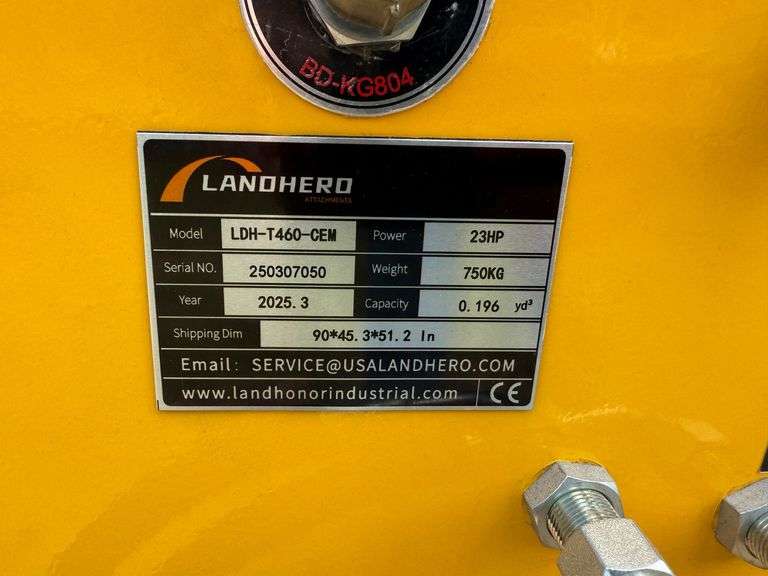 BD-KG804
LANDHERO
ATTACHMENTS
Model LDH-T460-CEM Power 23HP
Serial NO. 250307050 Weight 750KG
Year 2025.3 Capacity 0.196 yd³
Shipping Dim 90*45.3*51.2 In
Email: SERVICE@USALANDHERO.COM
www.landhonorindustrial.com CE